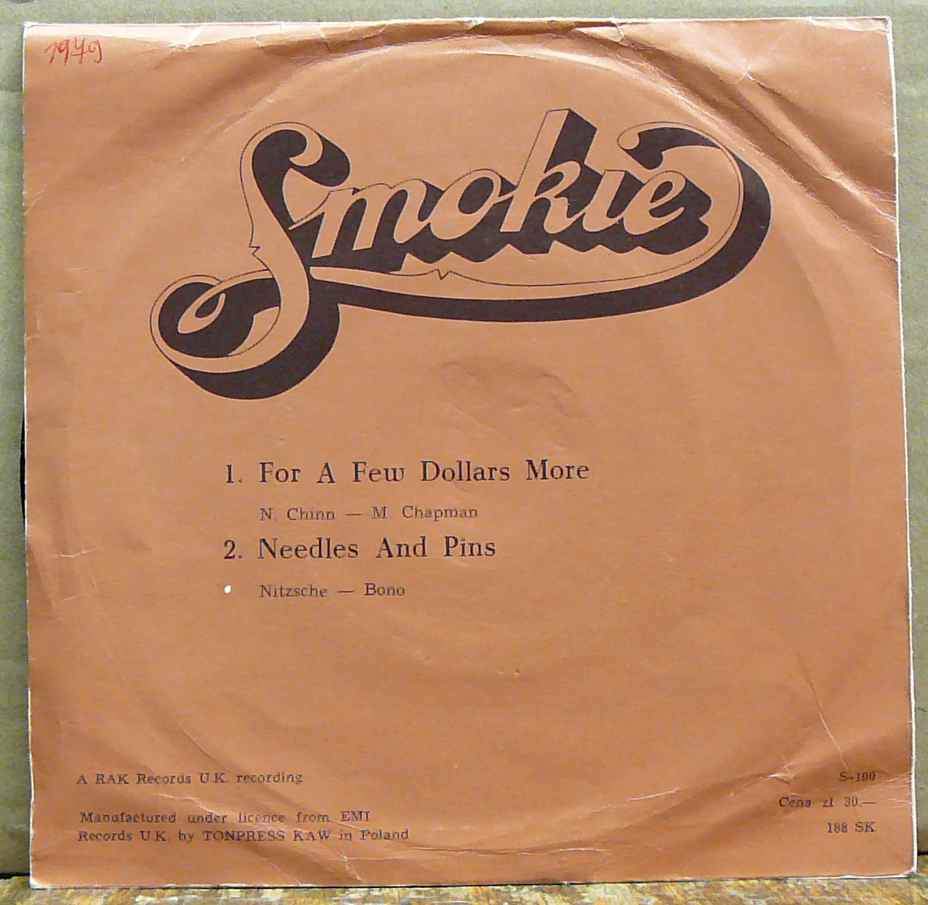 1979
Smokie
1. For A Few Dollars More
N. Chinn — M. Chapman
2. Needles And Pins
Nitzsche — Bono
A RAK Records U.K. recording
S-100
Cena zł 30.—
Manufactured under licence from EMI
188 SK
Records U.K. by TONPRESS KAW in Poland